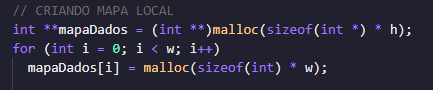 // CRIANDO MAPA LOCAL
int **mapaDados = (int **)malloc(sizeof(int *) * h);
for (int i = 0; i < w; i++)
mapaDados[i] = malloc(sizeof(int) * w);